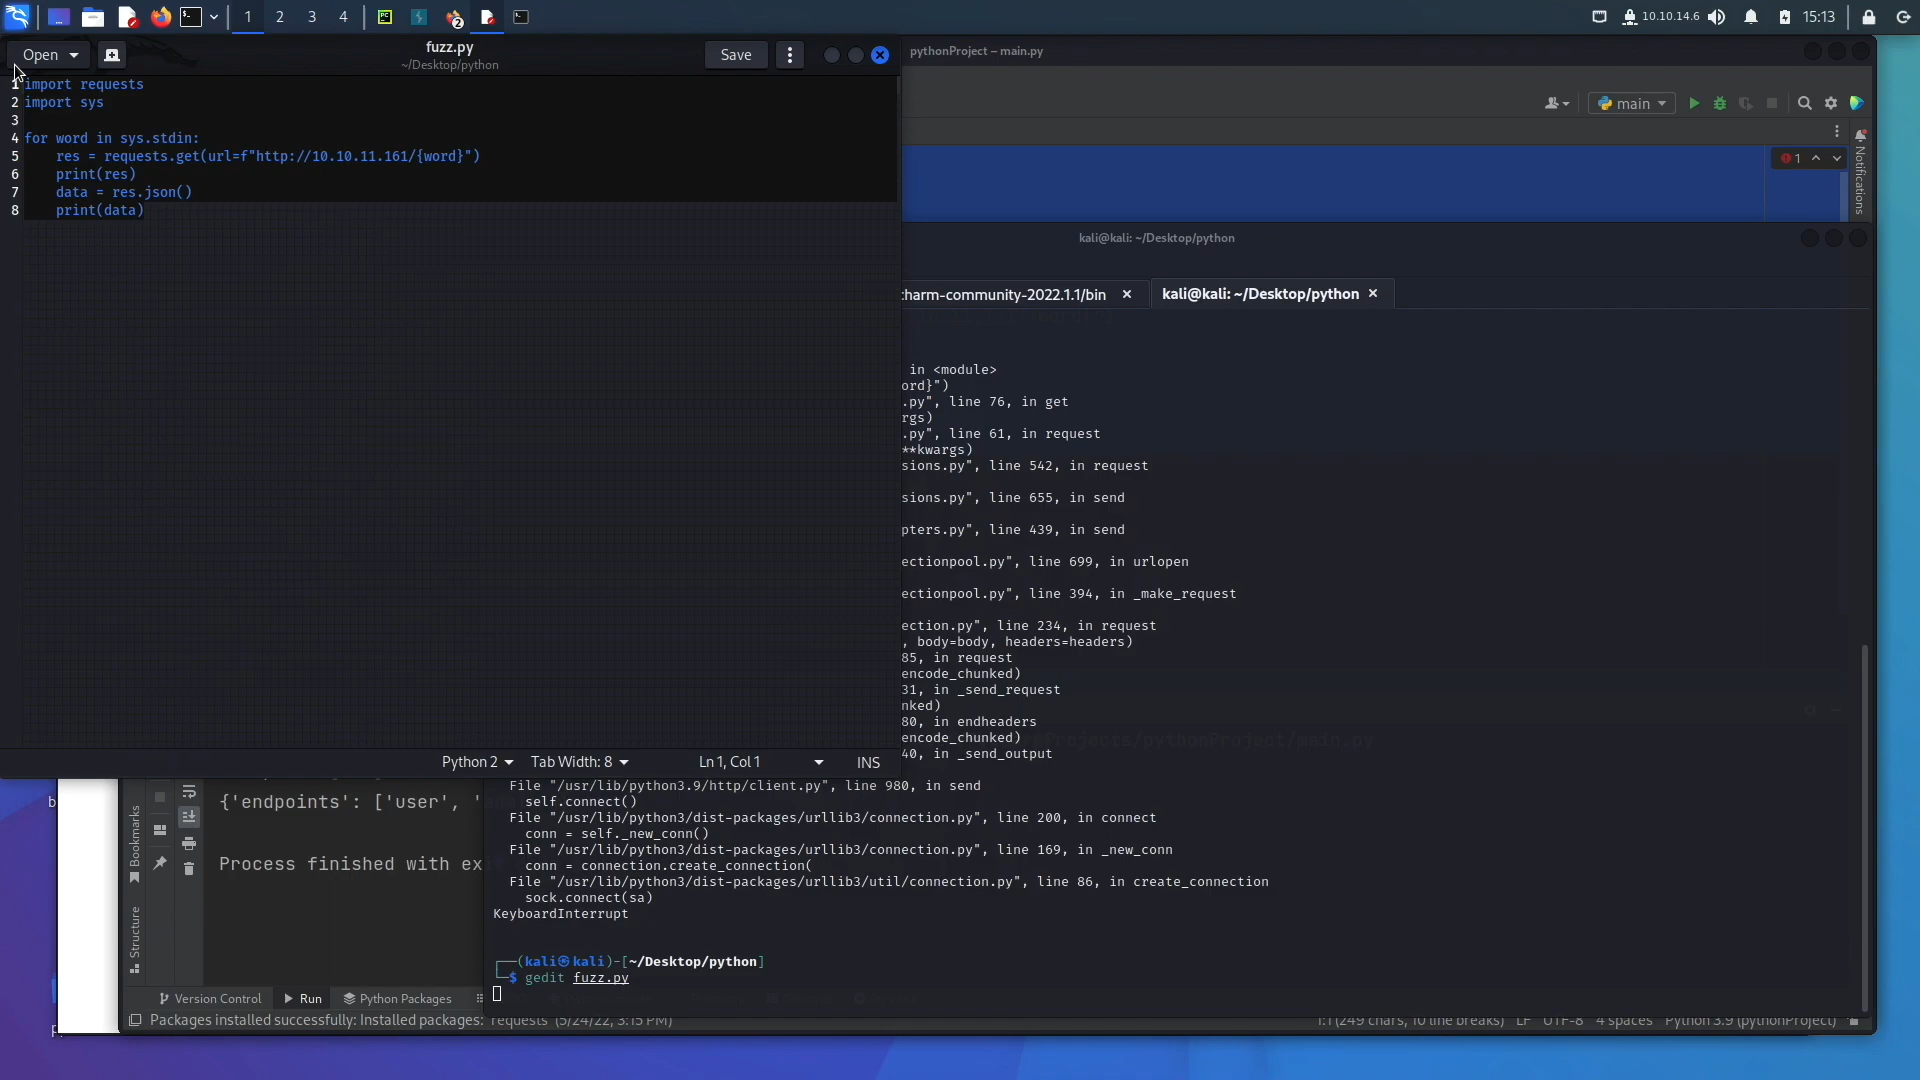 1
2
3
4
2
10.10.14.6
15:13
Open
fuzz.py
~/Desktop/python
Save
1 import requests
2 import sys
3
4 for word in sys.stdin:
5     res = requests.get(url=f"http://10.10.11.161/{word}")
6     print(res)
7     data = res.json()
8     print(data)
Python 2
Tab Width: 8
Ln 1, Col 1
INS
pythonProject – main.py
main
1
Notifications
kali@kali: ~/Desktop/python
charm-community-2022.1.1/bin
kali@kali: ~/Desktop/python
in <module>
ord}")
.py", line 76, in get
rgs)
.py", line 61, in request
**kwargs)
sions.py", line 542, in request
sions.py", line 655, in send
pters.py", line 439, in send
ectionpool.py", line 699, in urlopen
ectionpool.py", line 394, in _make_request
ection.py", line 234, in request
, body=body, headers=headers)
85, in request
encode_chunked)
31, in _send_request
nked)
80, in endheaders
encode_chunked)
40, in _send_output
File "/usr/lib/python3.9/http/client.py", line 980, in send
self.connect()
File "/usr/lib/python3/dist-packages/urllib3/connection.py", line 200, in connect
conn = self._new_conn()
File "/usr/lib/python3/dist-packages/urllib3/connection.py", line 169, in _new_conn
conn = connection.create_connection(
File "/usr/lib/python3/dist-packages/urllib3/util/connection.py", line 86, in create_connection
sock.connect(sa)
KeyboardInterrupt
(kali㉿kali)-[~/Desktop/python]
$ gedit fuzz.py
{'endpoints': ['user', '
Process finished with ex
Bookmarks
Structure
Version Control
Run
Python Packages
Packages installed successfully: Installed packages: 'requests' (5/24/22, 3:15 PM)
1:1 (249 chars, 10 line breaks)
LF
UTF-8
4 spaces
Python 3.9 (pythonProject)